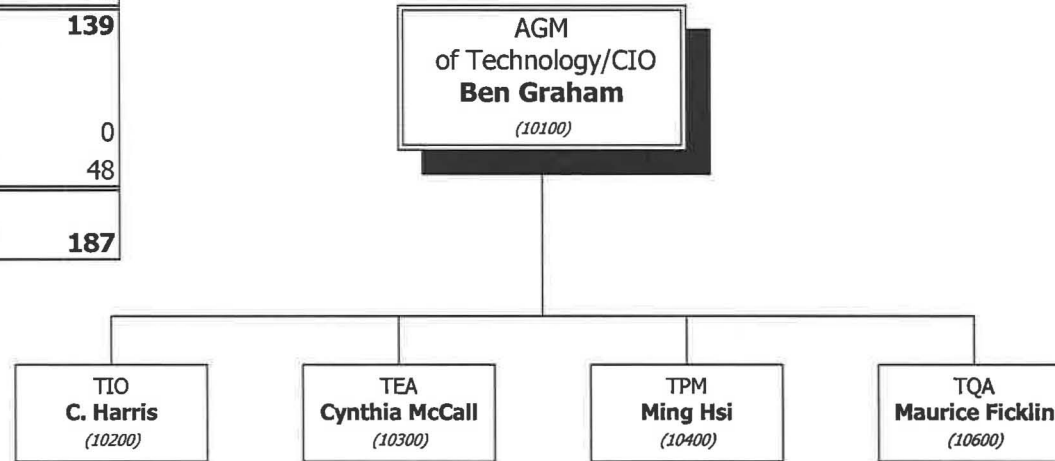 139
0
48
187
AGM
of Technology/CIO
Ben Graham
(10100)
TIO
C. Harris
(10200)
TEA
Cynthia McCall
(10300)
TPM
Ming Hsi
(10400)
TQA
Maurice Ficklin
(10600)